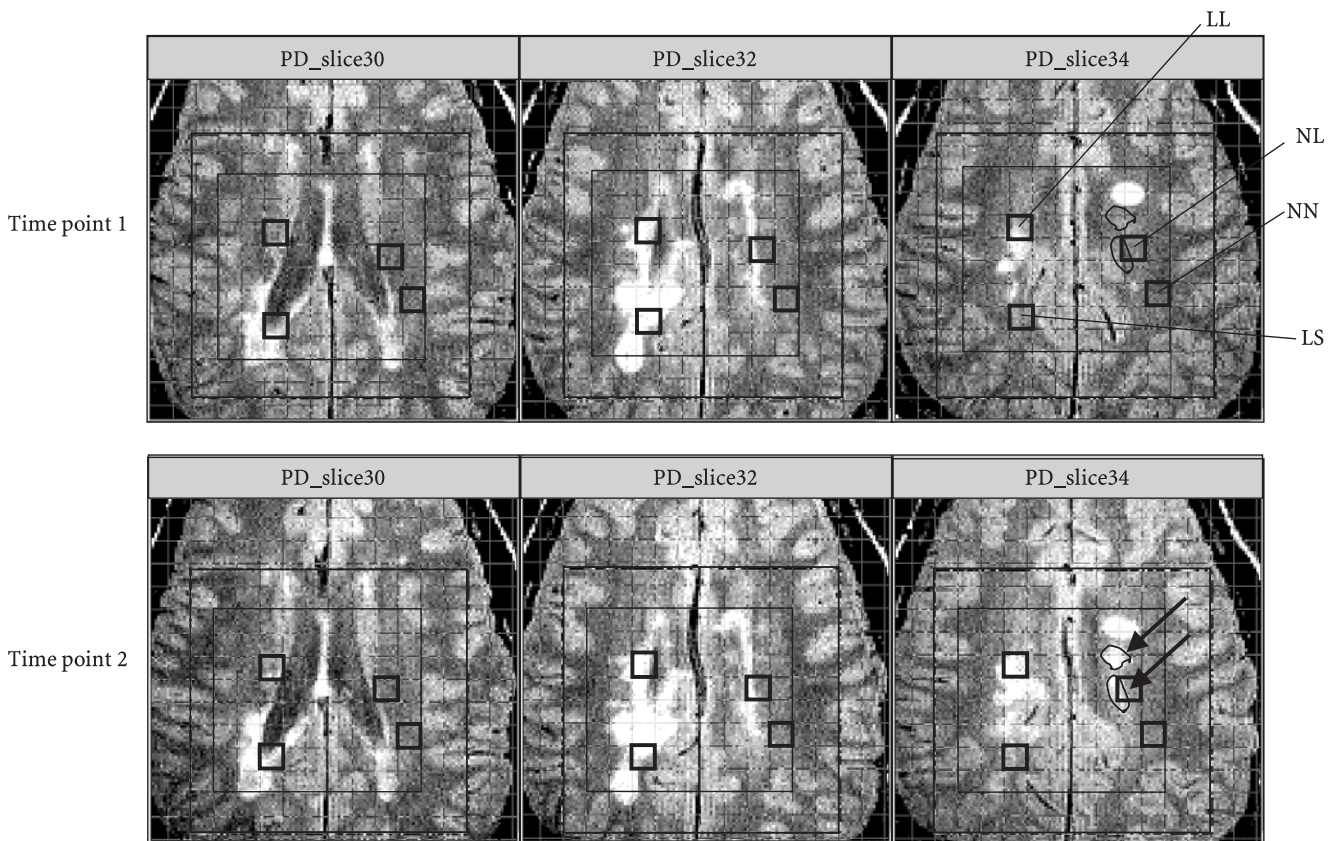 LL
PD_slice30 PD_slice32 PD_slice34
NL
Time point 1
NN
LS
PD_slice30 PD_slice32 PD_slice34
Time point 2